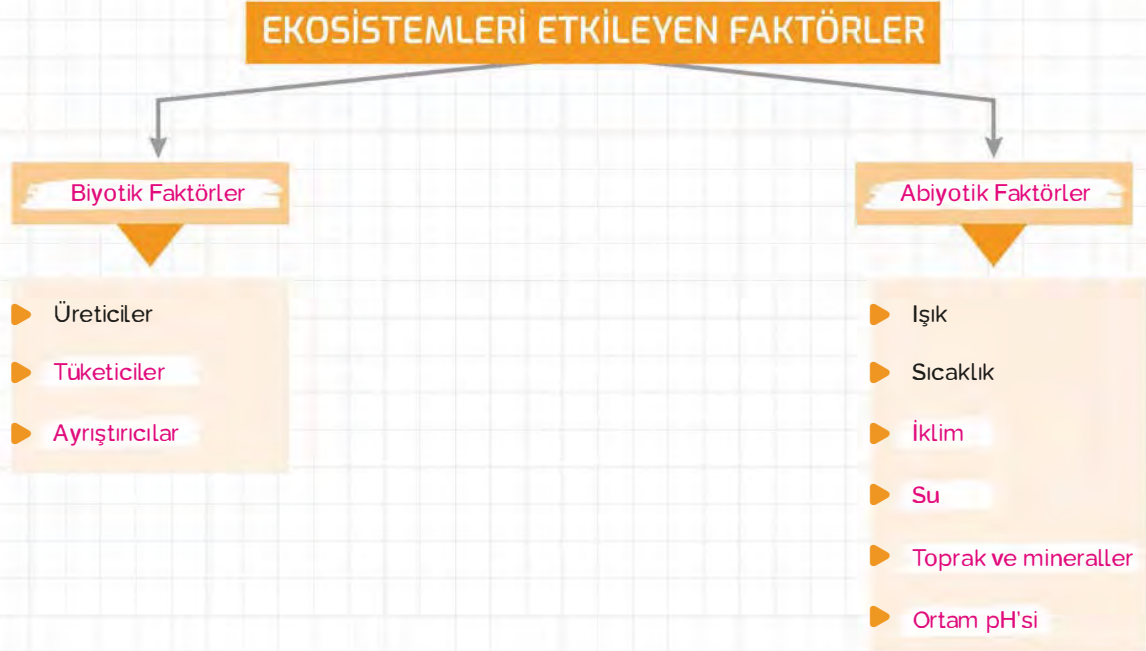 EKOSİSTEMLERİ ETKİLEYEN FAKTÖRLER
Biyotik Faktörler
Üreticiler
Tüketiciler
Ayrıştırıcılar
Abiyotik Faktörler
Işık
Sıcaklık
İklim
Su
Toprak ve mineraller
Ortam pH'si